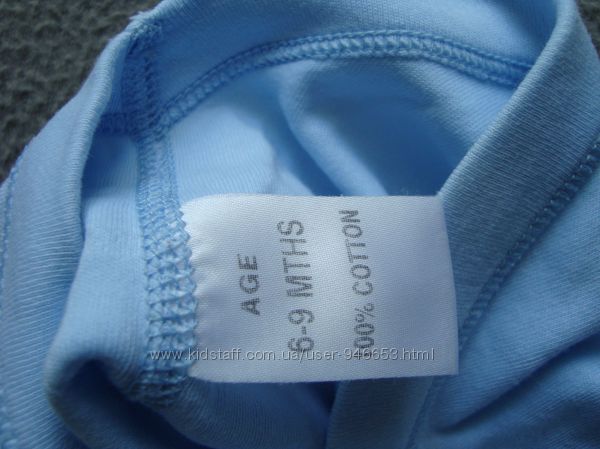 AGE
6-9 MTHS
00% COTTON
www.kidstaff.com.ua/user-946653.html